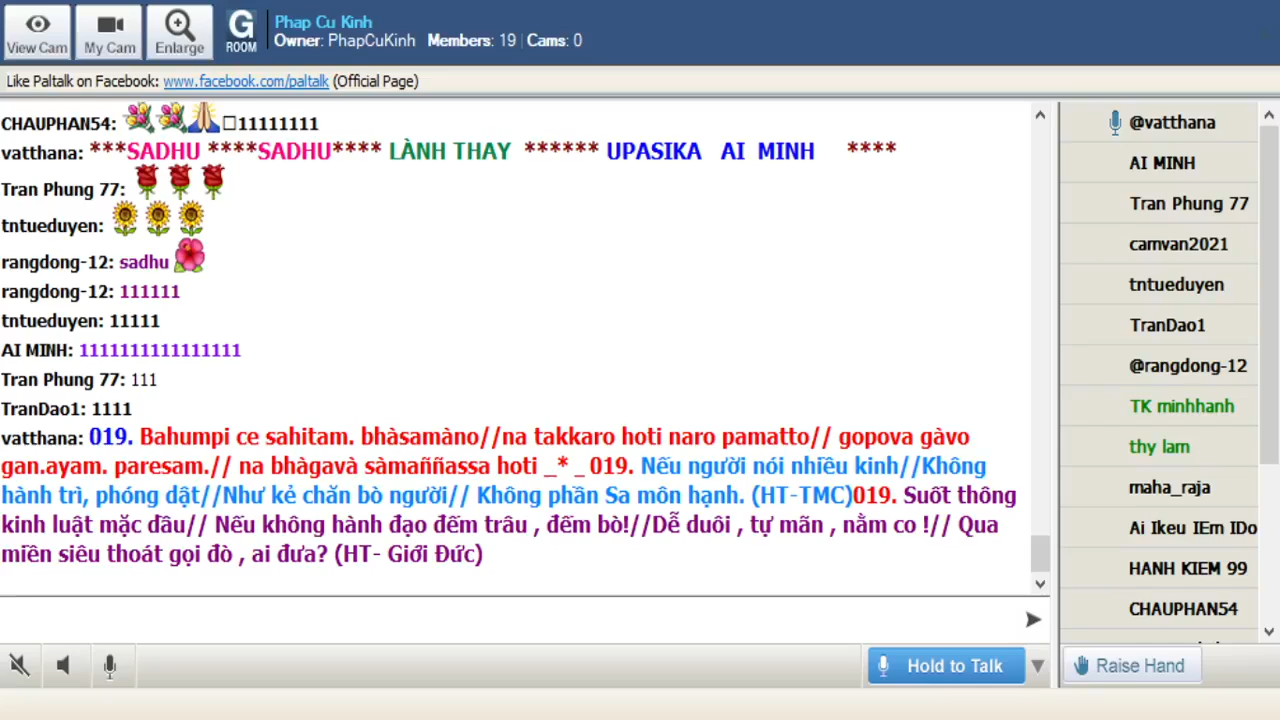 View Cam
My Cam
Enlarge
G
ROOM
Phap Cu Kinh
Owner: PhapCuKinh Members: 19 | Cams: 0
Like Paltalk on Facebook: www.facebook.com/paltalk (Official Page)
CHAUPHAN54: 11111111
vatthana: ***SADHU ****SADHU**** LÀNH THAY ****** UPASIKA AI MINH ****
Tran Phung 77:
tntueduyen:
rangdong-12: sadhu
rangdong-12: 111111
tntueduyen: 11111
AI MINH: 1111111111111111
Tran Phung 77: 111
TranDao1: 1111
vatthana: 019. Bahumpi ce sahitam. bhàsamàno//na takkaro hoti naro pamatto// gopova gàvo
gan.ayam. paresam.// na bhàgavà sàmaññassa hoti _* _ 019. Nếu người nói nhiều kinh//Không
hành trì, phóng dật//Như kẻ chăn bò người// Không phần Sa môn hạnh. (HT-TMC)019. Suốt thông
kinh luật mặc dầu// Nếu không hành đạo đếm trâu , đếm bò!//Dễ duôi , tự mãn , nằm co !// Qua
miền siêu thoát gọi đò , ai đưa? (HT- Giới Đức)
@vatthana
AI MINH
Tran Phung 77
camvan2021
tntueduyen
TranDao1
@rangdong-12
TK minhhanh
thy lam
maha_raja
Ai Ikeu IEm IDo
HANH KIEM 99
CHAUPHAN54
Hold to Talk
Raise Hand